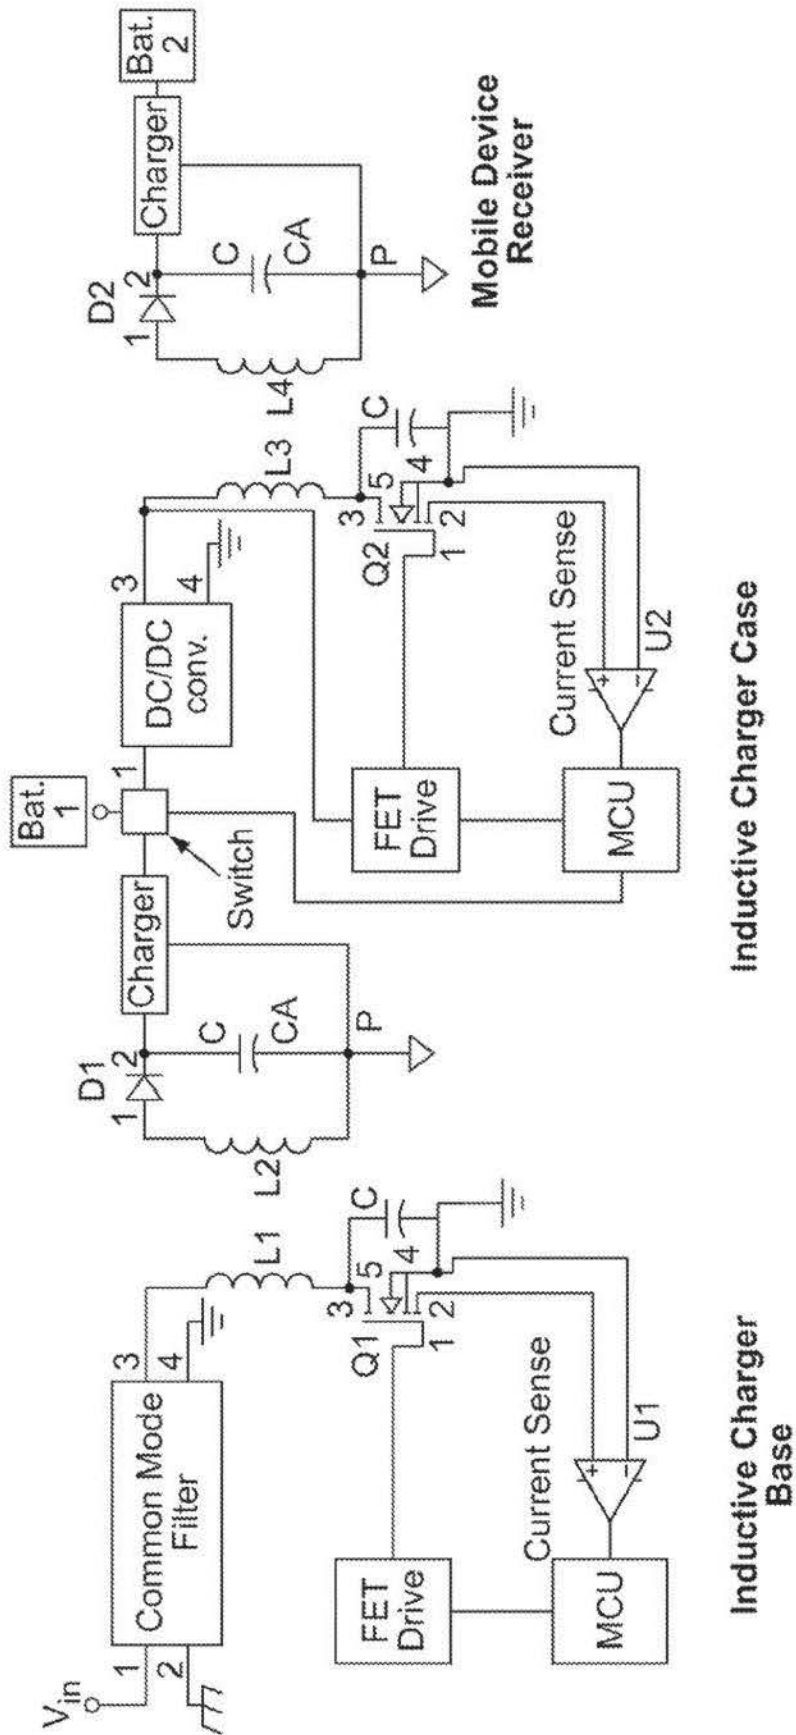 V_in
1
2
Common Mode
Filter
3
4
L1
C
3
5
4
Q1
1
2
FET
Drive
Current Sense
+
−
U1
MCU
Inductive Charger
Base
L2
D1
1
2
C
CA
P
Charger
Switch
Bat.
1
1
DC/DC
conv.
3
4
L3
C
3
5
4
Q2
1
2
FET
Drive
Current Sense
+
−
U2
MCU
Inductive Charger Case
L4
D2
1
2
C
CA
P
Charger
Bat.
2
Mobile Device
Receiver